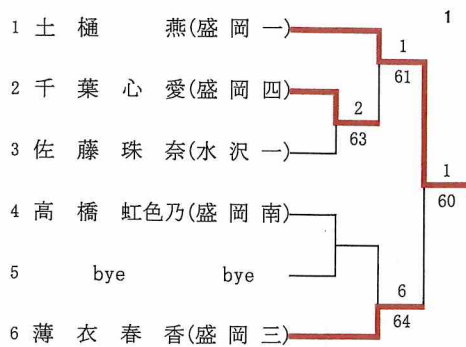 1
1 土樋 燕(盛岡一)
1
61
2 千葉心愛(盛岡四)
2
63
3 佐藤珠奈(水沢一)
1
60
4 高橋虹色乃(盛岡南)
5 bye bye
6
64
6 薄衣春香(盛岡三)